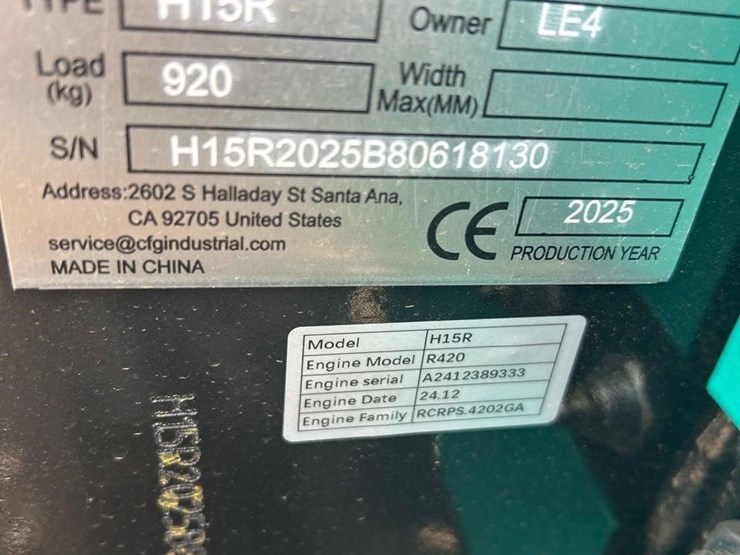 TYPE H15R Owner LE4
Load (kg) 920 Width Max(MM)
S/N H15R2025B80618130
Address:2602 S Halladay St Santa Ana,
CA 92705 United States
service@cfgindustrial.com
MADE IN CHINA
CE 2025
PRODUCTION YEAR
Model H15R
Engine Model R420
Engine serial A2412389333
Engine Date 24.12
Engine Family RCRPS.4202GA
H15R2025B